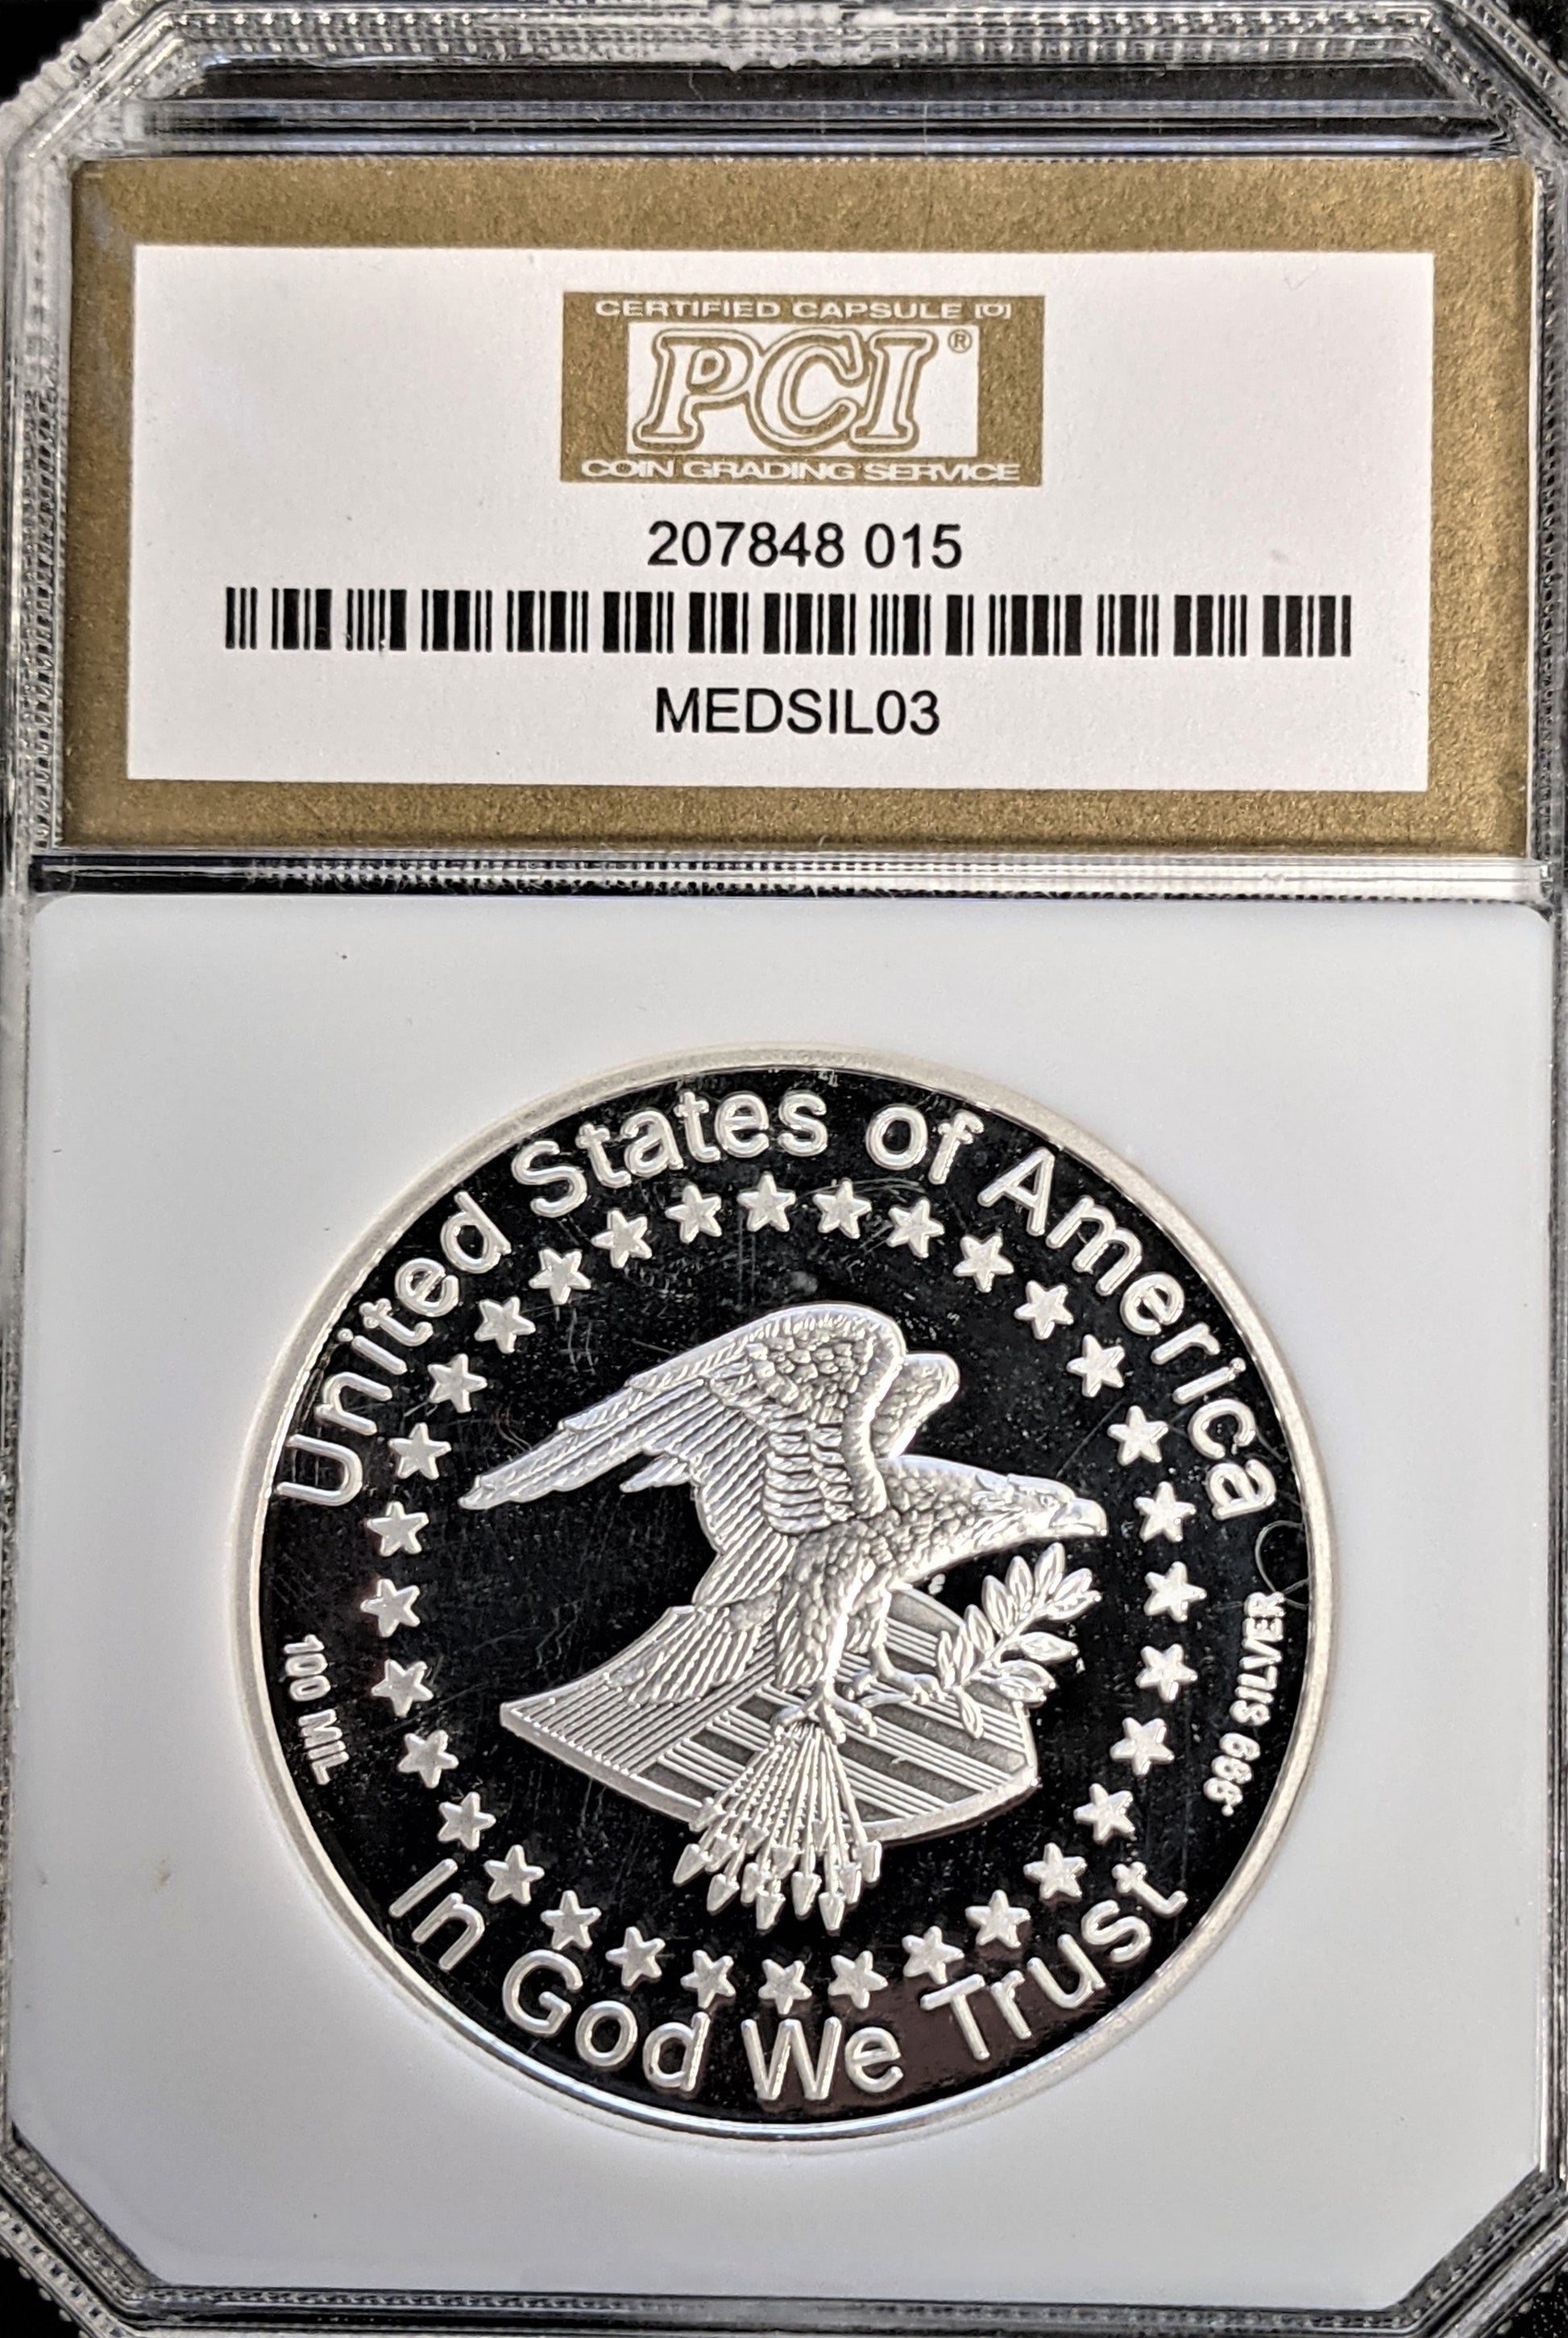 CERTIFIED CAPSULE [O]
PCI®
COIN GRADING SERVICE
207848 015
MEDSIL03
United States of America
100 MIL
.999 SILVER
In God We Trust